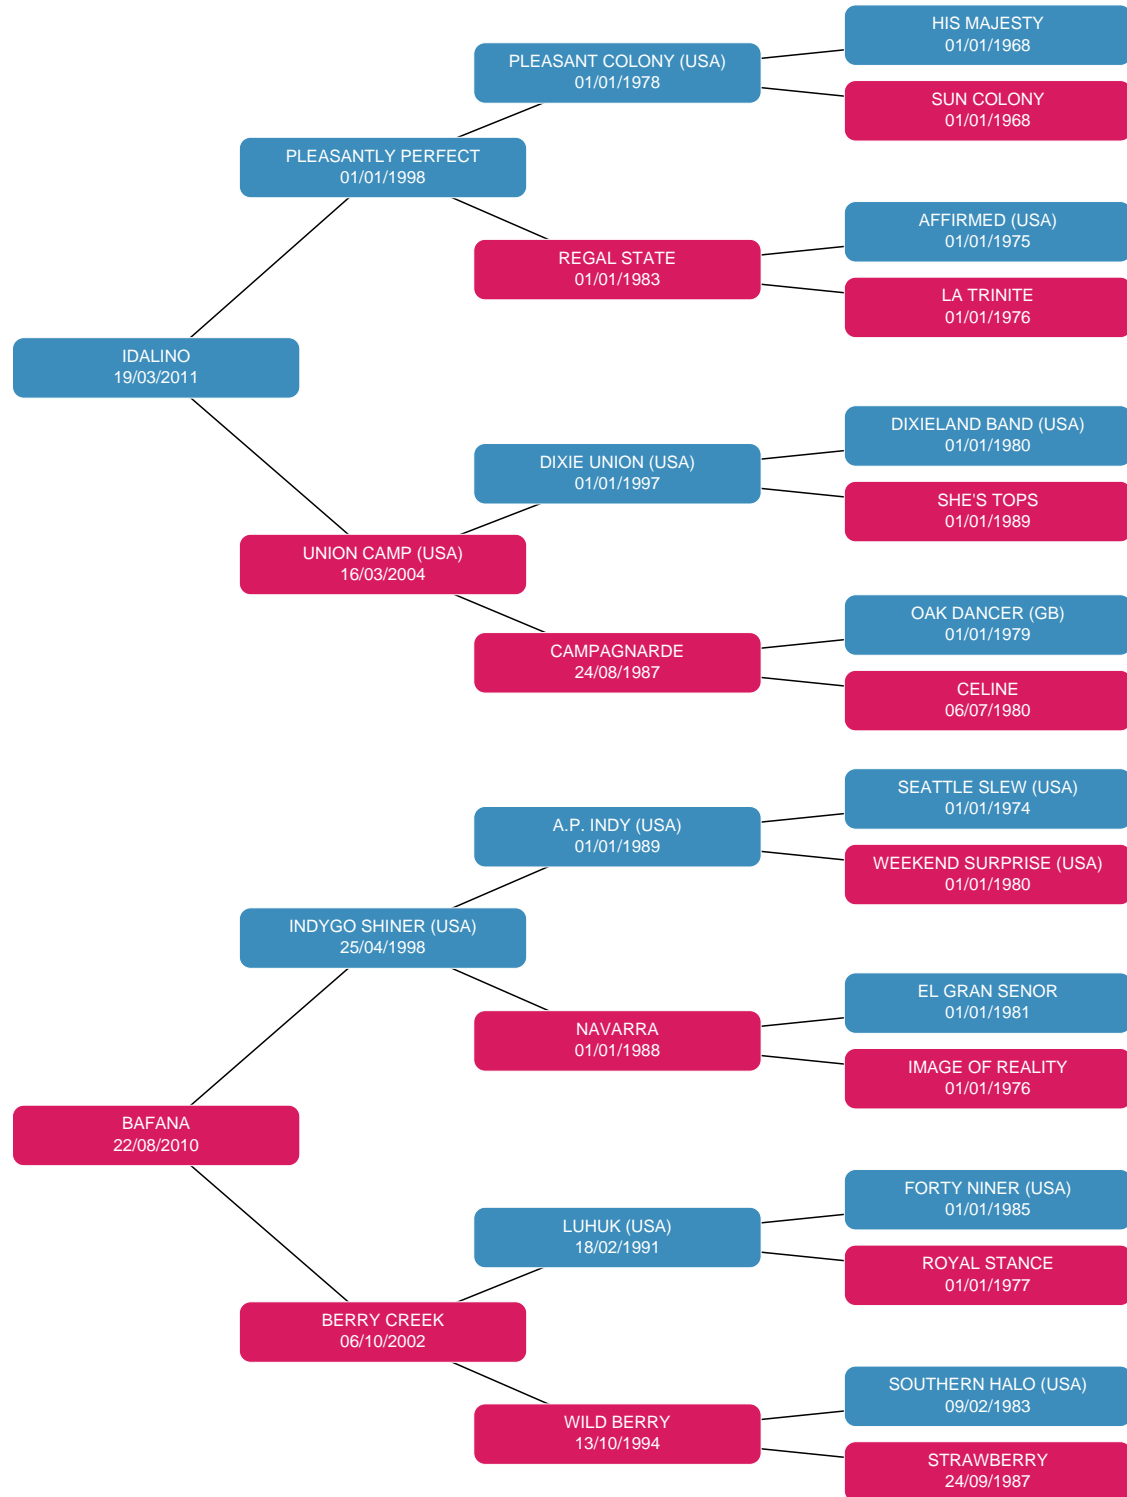 HIS MAJESTY
01/01/1968
PLEASANT COLONY (USA)
01/01/1978
SUN COLONY
01/01/1968
PLEASANTLY PERFECT
01/01/1998
AFFIRMED (USA)
01/01/1975
REGAL STATE
01/01/1983
LA TRINITE
01/01/1976
IDALINO
19/03/2011
DIXIELAND BAND (USA)
01/01/1980
DIXIE UNION (USA)
01/01/1997
SHE'S TOPS
01/01/1989
UNION CAMP (USA)
16/03/2004
OAK DANCER (GB)
01/01/1979
CAMPAGNARDE
24/08/1987
CELINE
06/07/1980
SEATTLE SLEW (USA)
01/01/1974
A.P. INDY (USA)
01/01/1989
WEEKEND SURPRISE (USA)
01/01/1980
INDYGO SHINER (USA)
25/04/1998
EL GRAN SENOR
01/01/1981
NAVARRA
01/01/1988
IMAGE OF REALITY
01/01/1976
BAFANA
22/08/2010
FORTY NINER (USA)
01/01/1985
LUHUK (USA)
18/02/1991
ROYAL STANCE
01/01/1977
BERRY CREEK
06/10/2002
SOUTHERN HALO (USA)
09/02/1983
WILD BERRY
13/10/1994
STRAWBERRY
24/09/1987